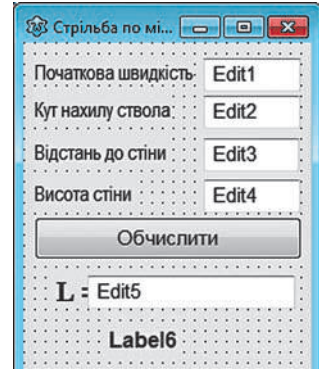 Стрільба по мі...
Початкова швидкість Edit1
Кут нахилу ствола Edit2
Відстань до стіни Edit3
Висота стіни Edit4
Обчислити
L = Edit5
Label6